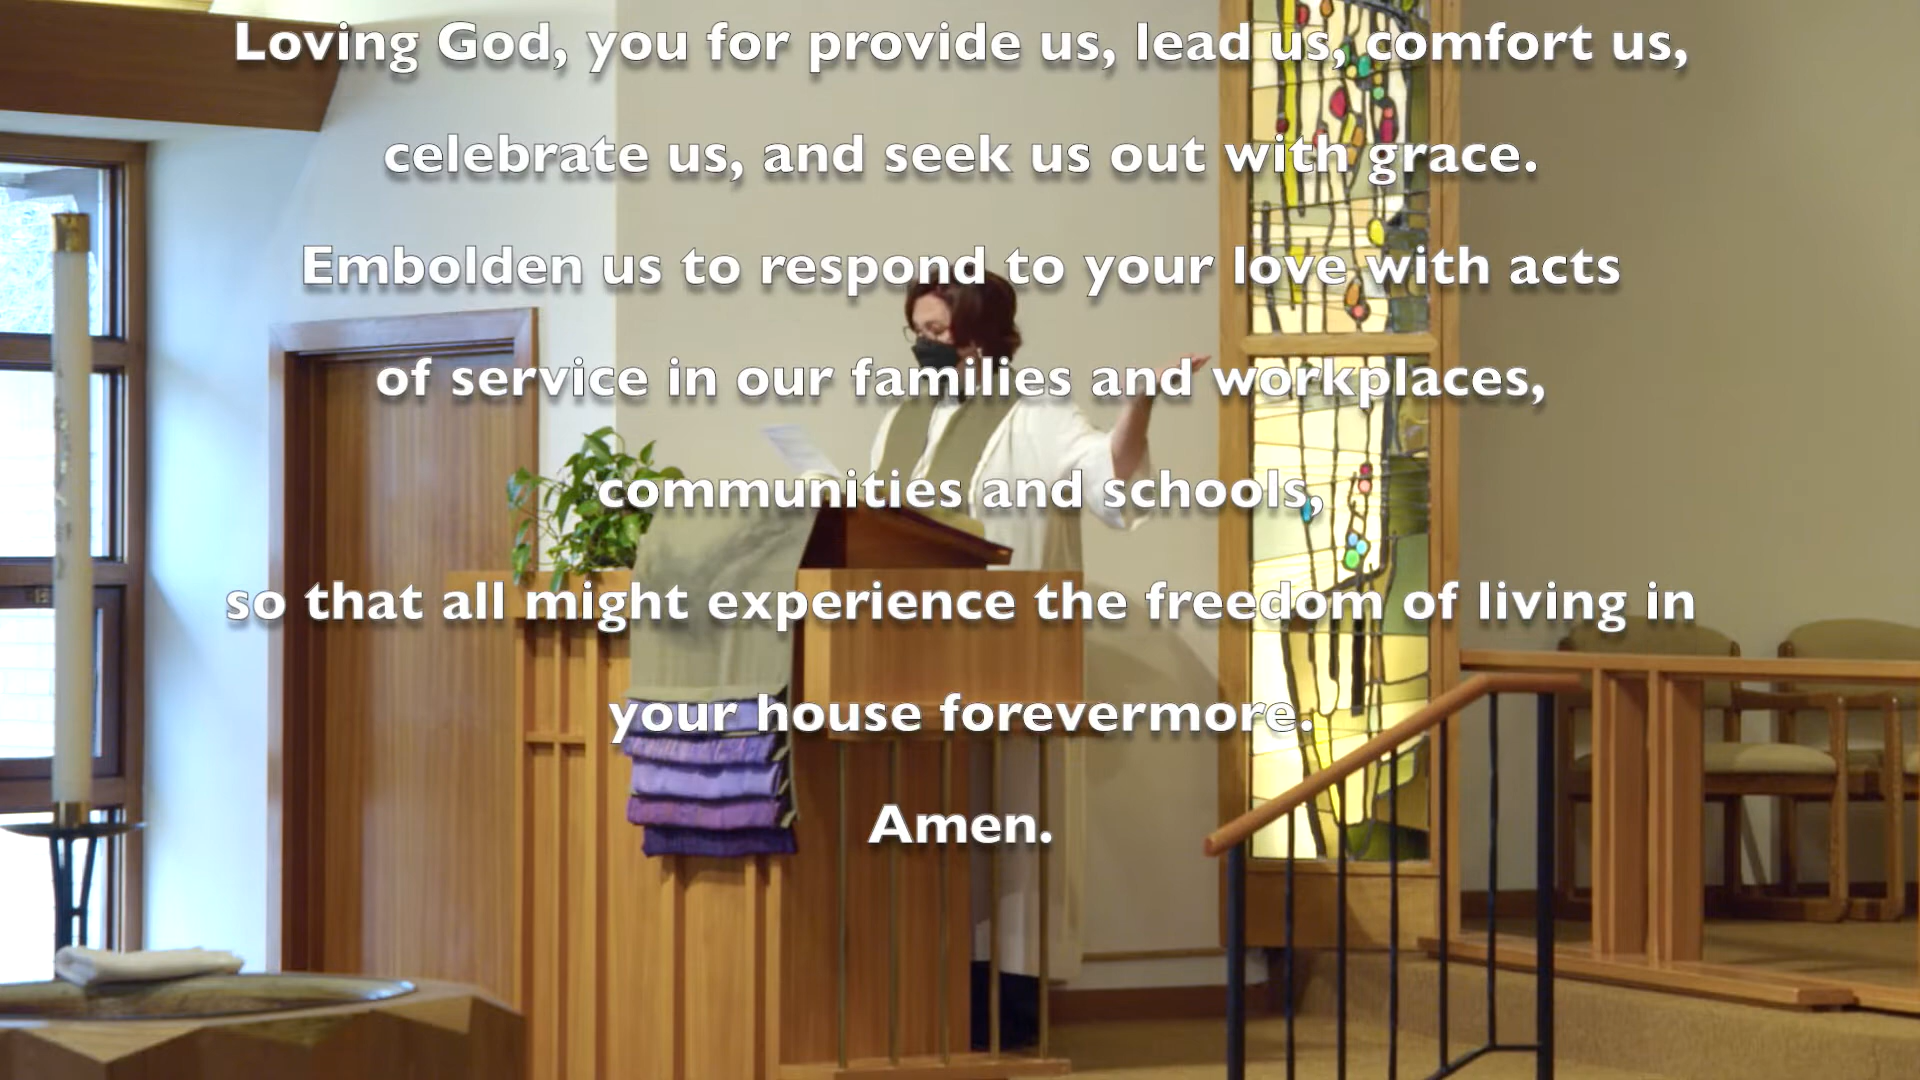 Loving God, you for provide us, lead us, comfort us,
celebrate us, and seek us out with grace.
Embolden us to respond to your love with acts
of service in our families and workplaces,
communities and schools,
so that all might experience the freedom of living in
your house forevermore.
Amen.